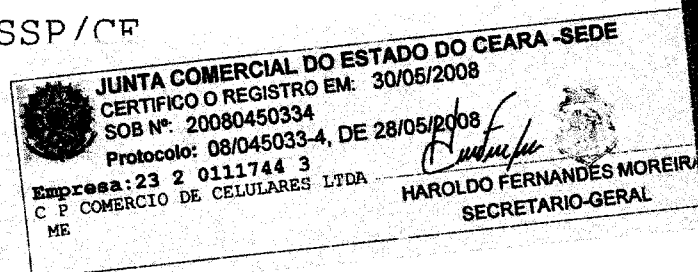 SSP/CE
JUNTA COMERCIAL DO ESTADO DO CEARA -SEDE
CERTIFICO O REGISTRO EM: 30/05/2008
SOB Nº: 20080450334
Protocolo: 08/045033-4, DE 28/05/2008
Empresa:23 2 0111744 3
C P COMERCIO DE CELULARES LTDA
ME
HAROLDO FERNANDES MOREIRA
SECRETARIO-GERAL